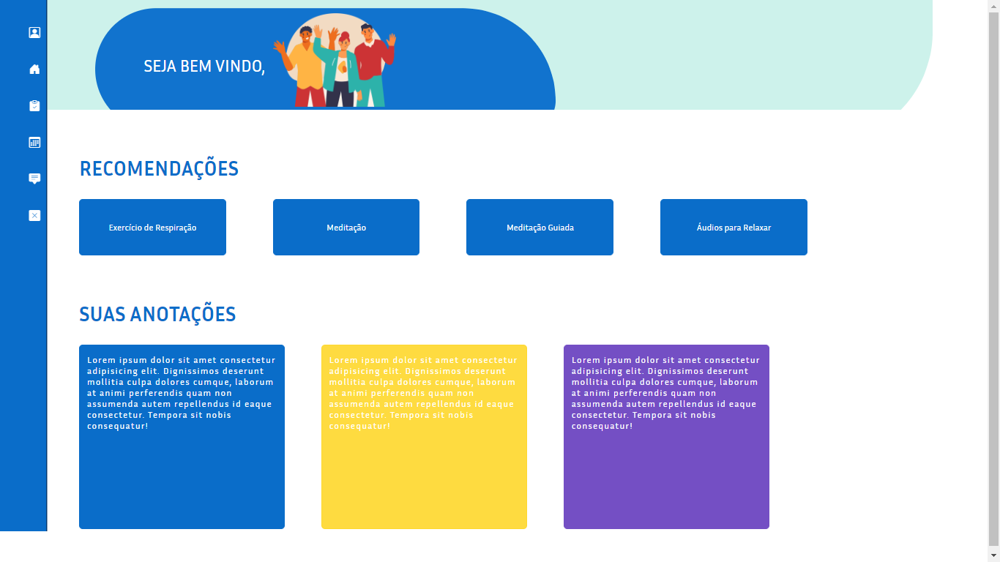 SEJA BEM VINDO,
RECOMENDAÇÕES
Exercício de Respiração
Meditação
Meditação Guiada
Áudios para Relaxar
SUAS ANOTAÇÕES
Lorem ipsum dolor sit amet consectetur
adipisicing elit. Dignissimos deserunt
mollitia culpa dolores cumque, laborum
at animi perferendis quam non
assumenda autem repellendus id eaque
consectetur. Tempora sit nobis
consequatur!
Lorem ipsum dolor sit amet consectetur
adipisicing elit. Dignissimos deserunt
mollitia culpa dolores cumque, laborum
at animi perferendis quam non
assumenda autem repellendus id eaque
consectetur. Tempora sit nobis
consequatur!
Lorem ipsum dolor sit amet consectetur
adipisicing elit. Dignissimos deserunt
mollitia culpa dolores cumque, laborum
at animi perferendis quam non
assumenda autem repellendus id eaque
consectetur. Tempora sit nobis
consequatur!